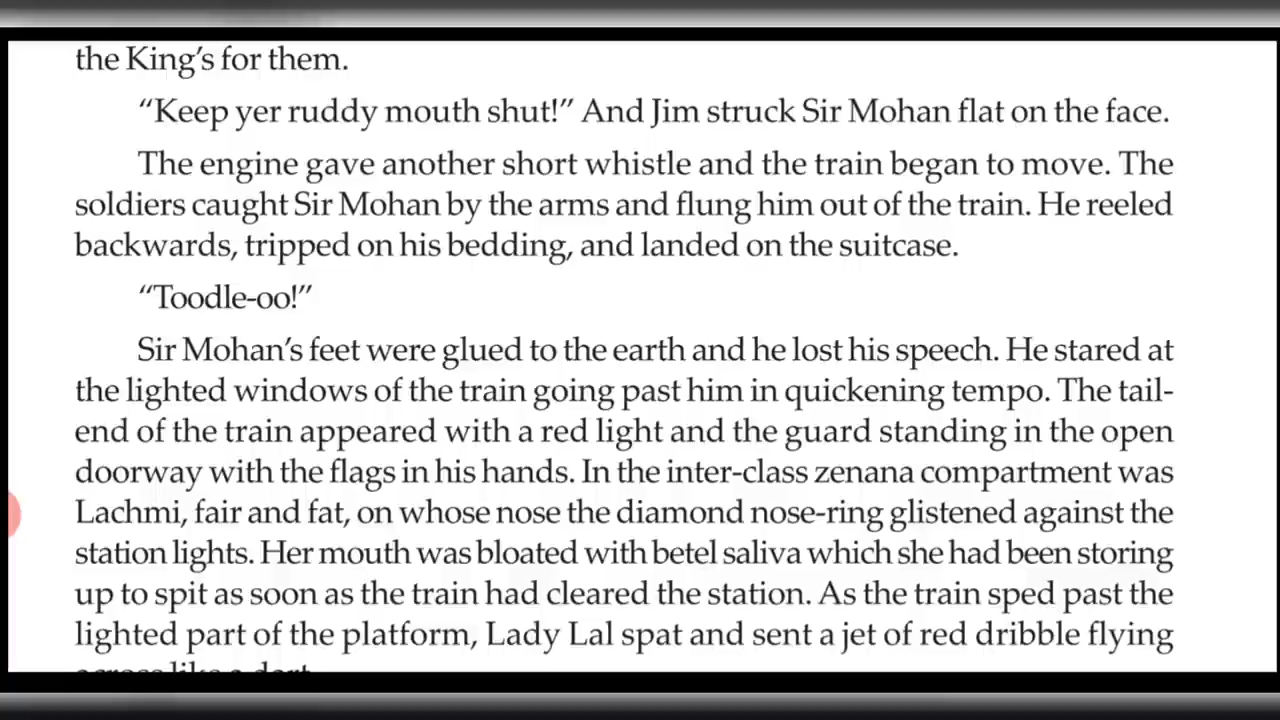 the King’s for them.
“Keep yer ruddy mouth shut!” And Jim struck Sir Mohan flat on the face.
The engine gave another short whistle and the train began to move. The
soldiers caught Sir Mohan by the arms and flung him out of the train. He reeled
backwards, tripped on his bedding, and landed on the suitcase.
“Toodle-oo!”
Sir Mohan’s feet were glued to the earth and he lost his speech. He stared at
the lighted windows of the train going past him in quickening tempo. The tail-
end of the train appeared with a red light and the guard standing in the open
doorway with the flags in his hands. In the inter-class zenana compartment was
Lachmi, fair and fat, on whose nose the diamond nose-ring glistened against the
station lights. Her mouth was bloated with betel saliva which she had been storing
up to spit as soon as the train had cleared the station. As the train sped past the
lighted part of the platform, Lady Lal spat and sent a jet of red dribble flying
across like a dart.